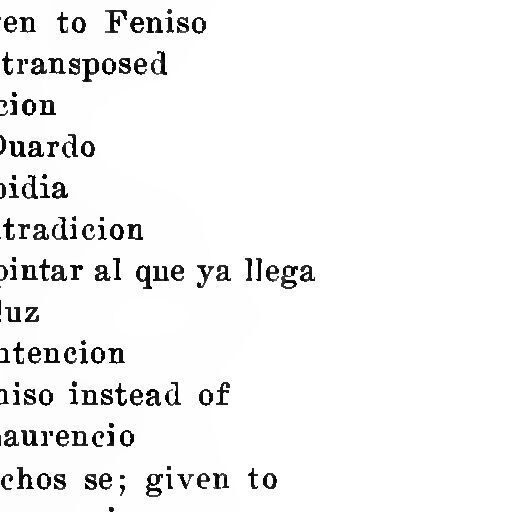 en to Feniso
transposed
cion
Duardo
bidia
tradicion
pintar al que ya llega
luz
ntencion
niso instead of
aurencio
chos se; given to